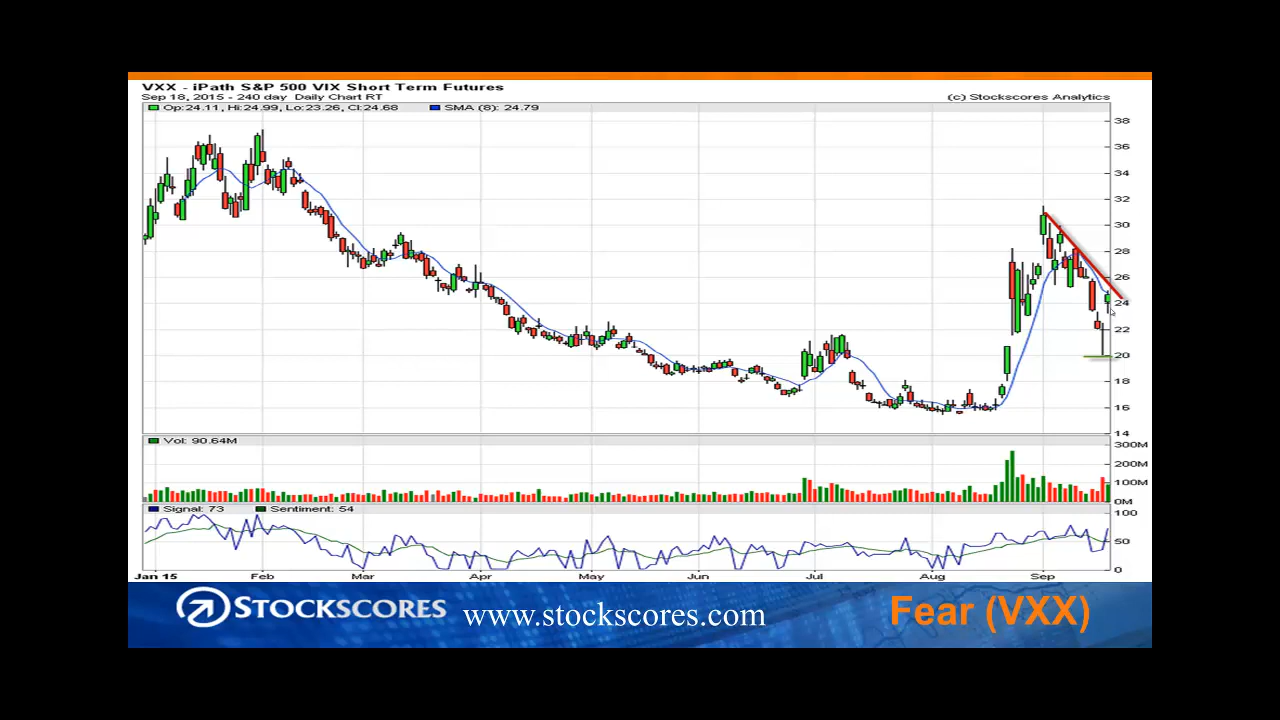 VXX - iPath S&P 500 VIX Short Term Futures
Sep 18, 2015 - 240 day Daily Chart RT
(c) Stockscores Analytics
Op:24.11, Hi:24.99, Lo:23.26, Cl:24.68
SMA (8): 24.79
38
36
34
32
30
28
26
24
22
20
18
16
14
Vol: 90.64M
300M
200M
100M
0M
Signal: 73
Sentiment: 54
100
50
0
Jan 15 Feb Mar Apr May Jun Jul Aug Sep
STOCKSCORES
www.stockscores.com
Fear (VXX)